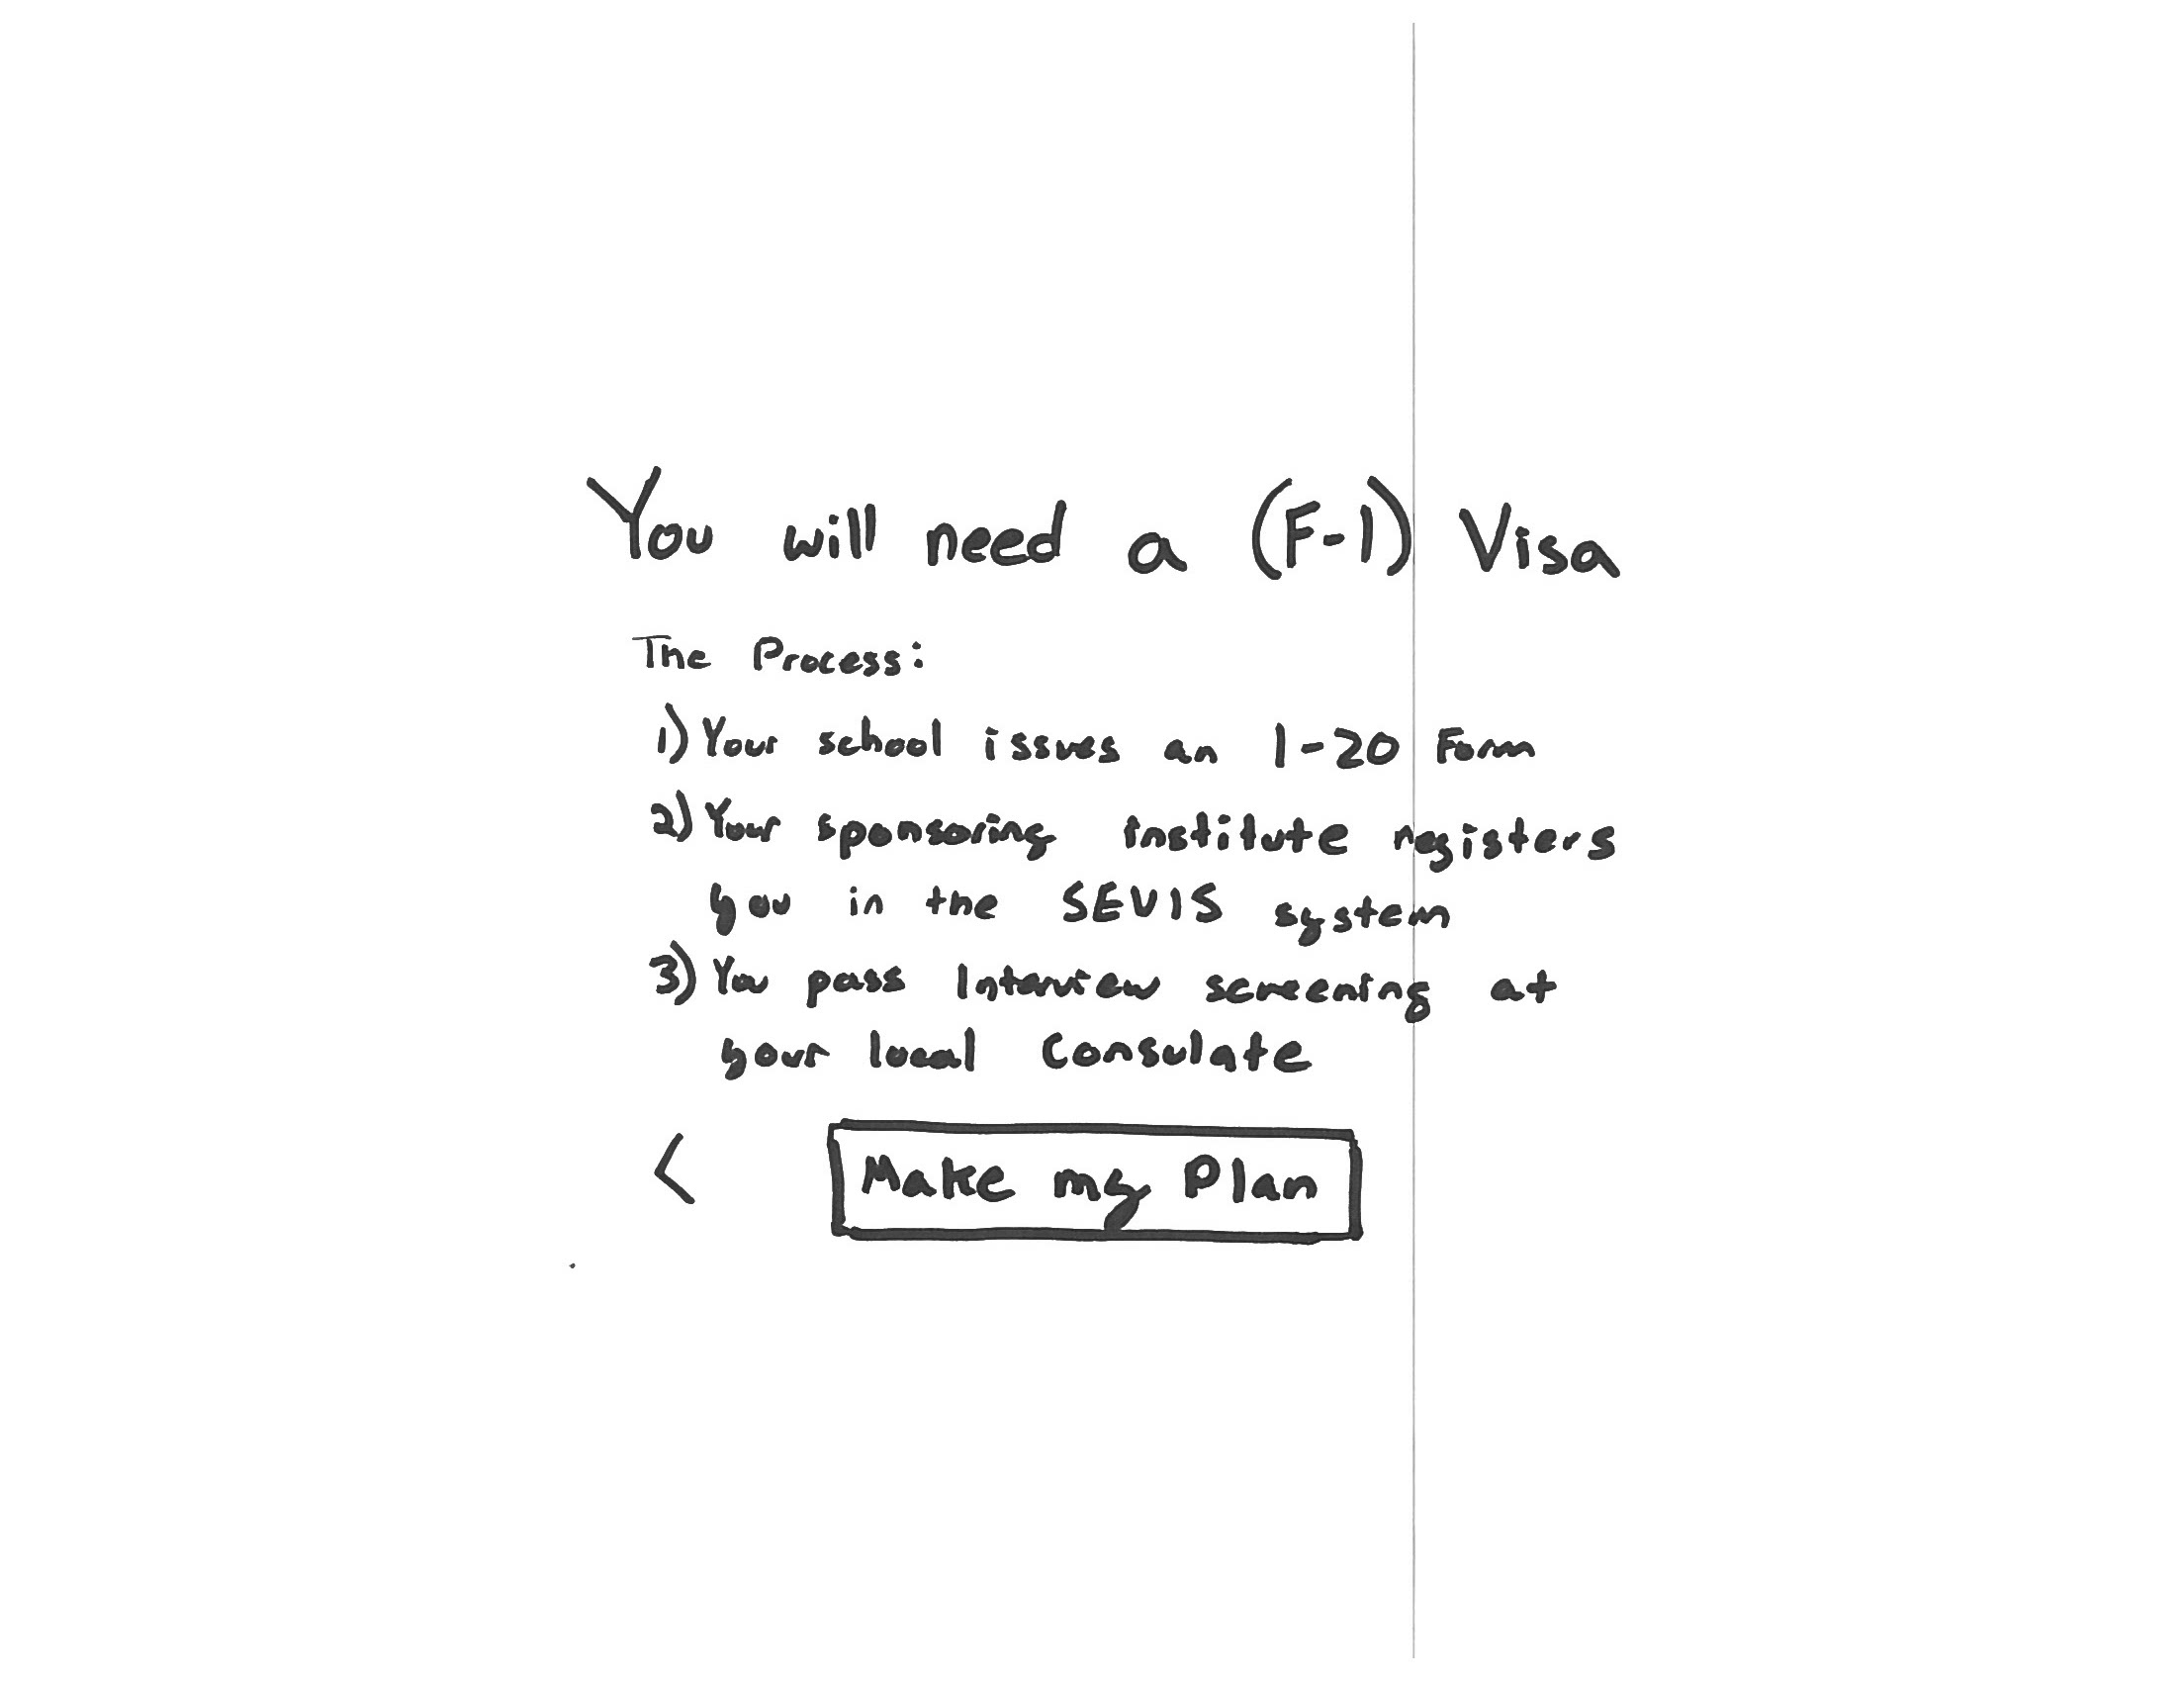 You will need a (F-1) Visa
The Process:
1) Your school issues an I-20 Form
2) Your sponsoring institute registers
you in the SEVIS system
3) You pass Interview screening at
your local Consulate
<
Make my Plan